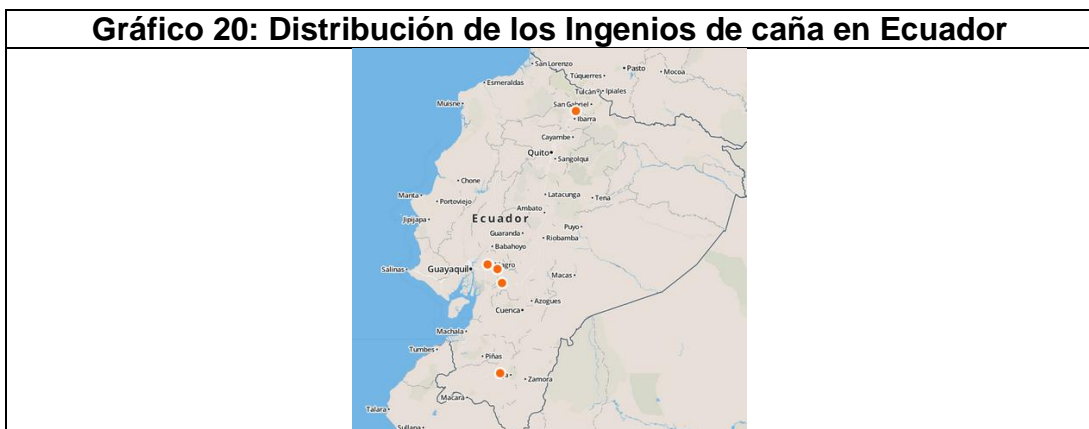 Gráfico 20: Distribución de los Ingenios de caña en Ecuador
San Lorenzo
Pasto
Mocoa
Túquerres
Esmeraldas
Tulcán Ipiales
Muisne
San Gabriel
Ibarra
Cayambe
Quito
Sangolqui
Chone
Manta
Latacunga
Tena
Portoviejo
Ambato
Jipijapa
Ecuador
Puyo
Guaranda
Riobamba
Babahoyo
Salinas
Guayaquil
Macas
Azogues
Cuenca
Machala
Tumbes
Piñas
Zamora
Macará
Talara
Sullana